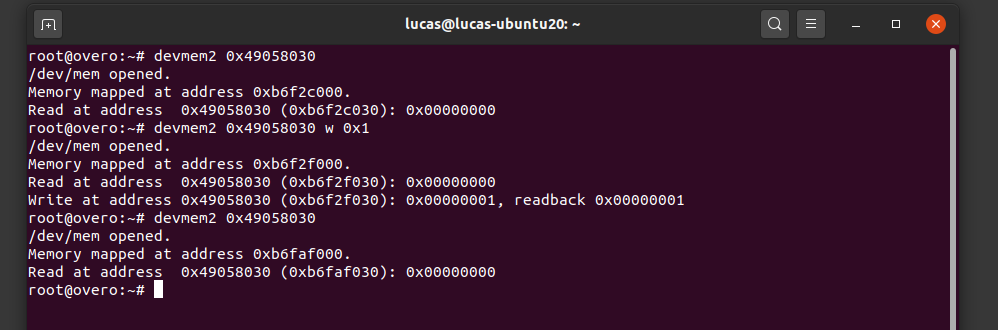 lucas@lucas-ubuntu20: ~
root@overo:~# devmem2 0x49058030
/dev/mem opened.
Memory mapped at address 0xb6f2c000.
Read at address  0x49058030 (0xb6f2c030): 0x00000000
root@overo:~# devmem2 0x49058030 w 0x1
/dev/mem opened.
Memory mapped at address 0xb6f2f000.
Read at address  0x49058030 (0xb6f2f030): 0x00000000
Write at address 0x49058030 (0xb6f2f030): 0x00000001, readback 0x00000001
root@overo:~# devmem2 0x49058030
/dev/mem opened.
Memory mapped at address 0xb6faf000.
Read at address  0x49058030 (0xb6faf030): 0x00000000
root@overo:~#